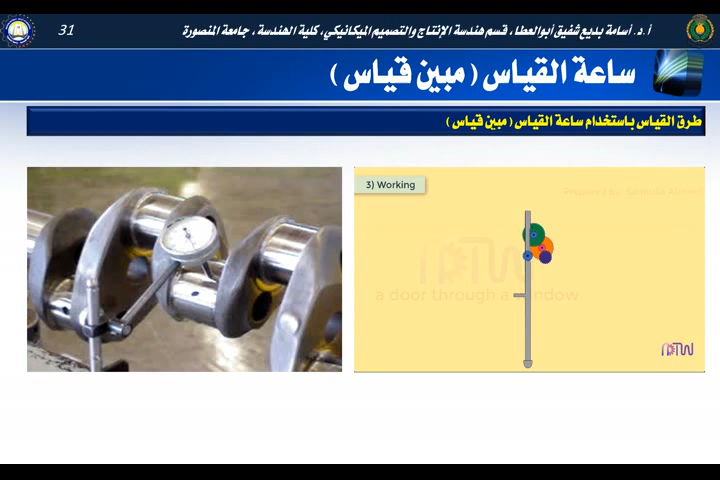 أ.د. أسامة بديع شفيق أبوالعطا ، قسم هندسة الإنتاج والتصميم الميكانيكي، كلية الهندسة ، جامعة المنصورة
31
ساعة القياس ( مبين قياس )
طرق القياس باستخدام ساعة القياس ( مبين قياس )
3) Working
a door through a window